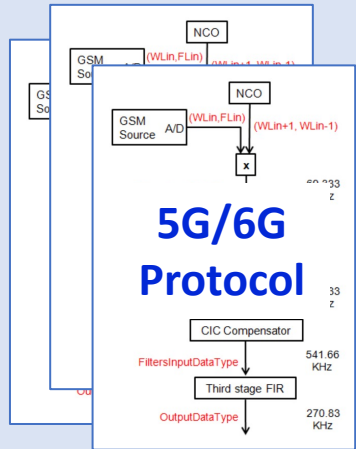 NCO
GSM
(WLin,FLin)
(WLin+1, WLin-1)
NCO
GSM
Source
A/D
(WLin,FLin)
(WLin+1, WLin-1)
x
5G/6G
Protocol
CIC Compensator
541.66
KHz
FiltersInputDataType
Third stage FIR
270.83
KHz
OutputDataType